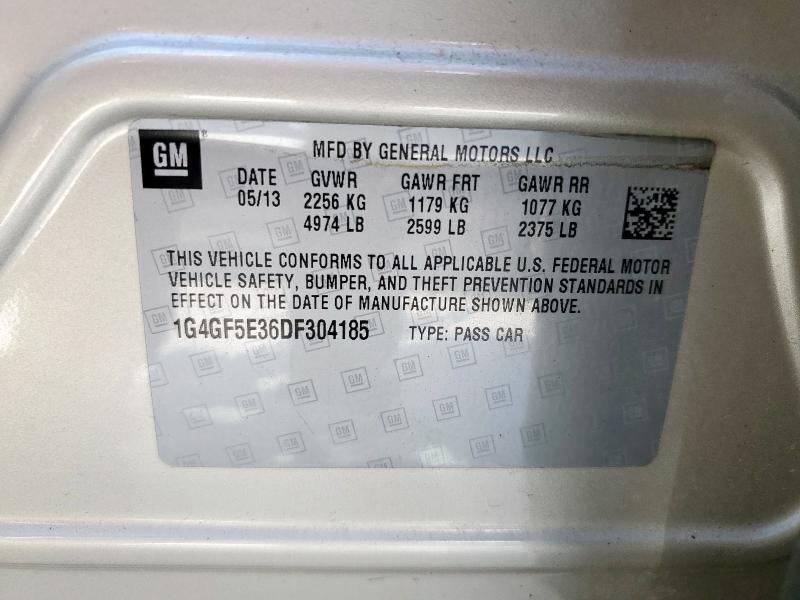 GM ® MFD BY GENERAL MOTORS LLC
DATE GVWR GAWR FRT GAWR RR
05/13 2256 KG 1179 KG 1077 KG
4974 LB 2599 LB 2375 LB
THIS VEHICLE CONFORMS TO ALL APPLICABLE U.S. FEDERAL MOTOR
VEHICLE SAFETY, BUMPER, AND THEFT PREVENTION STANDARDS IN
EFFECT ON THE DATE OF MANUFACTURE SHOWN ABOVE.
1G4GF5E36DF304185 TYPE: PASS CAR